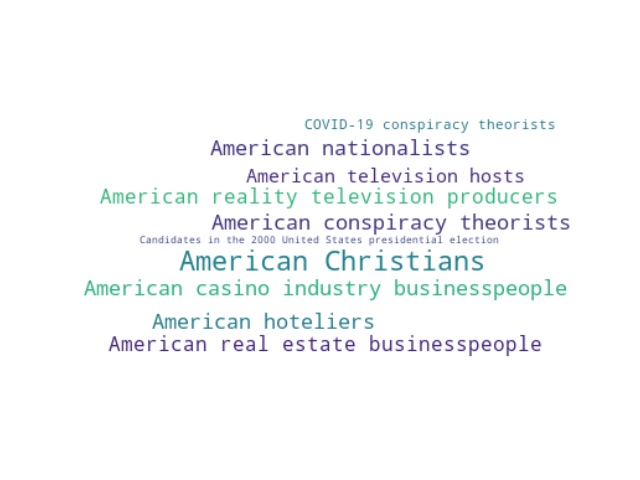 COVID-19 conspiracy theorists
American nationalists
American television hosts
American reality television producers
American conspiracy theorists
Candidates in the 2000 United States presidential election
American Christians
American casino industry businesspeople
American hoteliers
American real estate businesspeople